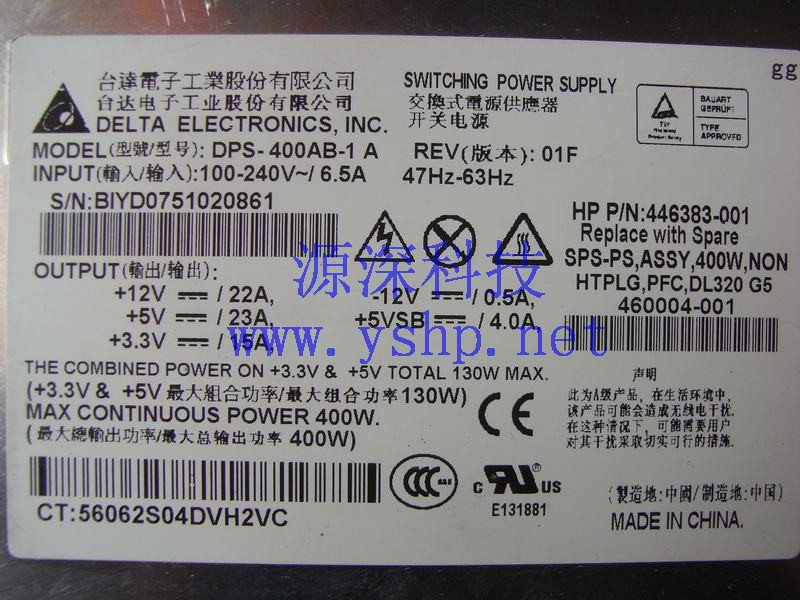 gg
台達電子工業股份有限公司
台达电子工业股份有限公司
DELTA ELECTRONICS, INC.
SWITCHING POWER SUPPLY
交換式電源供應器
开关电源
BAUART
GEPRÜFT
TYPE
APPROVED
MODEL(型號/型号): DPS-400AB-1 A
REV(版本): 01F
INPUT(輸入/输入):100-240V~/ 6.5A
47Hz-63Hz
S/N:BIYD0751020861
HP P/N:446383-001
Replace with Spare
SPS-PS,ASSY,400W,NON
HTPLG,PFC,DL320 G5
460004-001
OUTPUT(輸出/输出):
+12V / 22A,
-12V / 0.5A,
+5V / 23A,
+5VSB / 4.0A,
+3.3V / 15A,
源深科技
www.yshp.net
THE COMBINED POWER ON +3.3V & +5V TOTAL 130W MAX.
(+3.3V & +5V 最大組合功率/最大组合功率 130W)
MAX CONTINUOUS POWER 400W.
(最大總輸出功率/最大总输出功率 400W)
声明
此为A级产品, 在生活环境中,
该产品可能会造成无线电干扰.
在这种情况下, 可能需要用户
对其干扰采取切实可行的措施.
CE
CCC
c UR US
E131881
CT:56062S04DVH2VC
(製造地:中國/制造地:中国)
MADE IN CHINA.